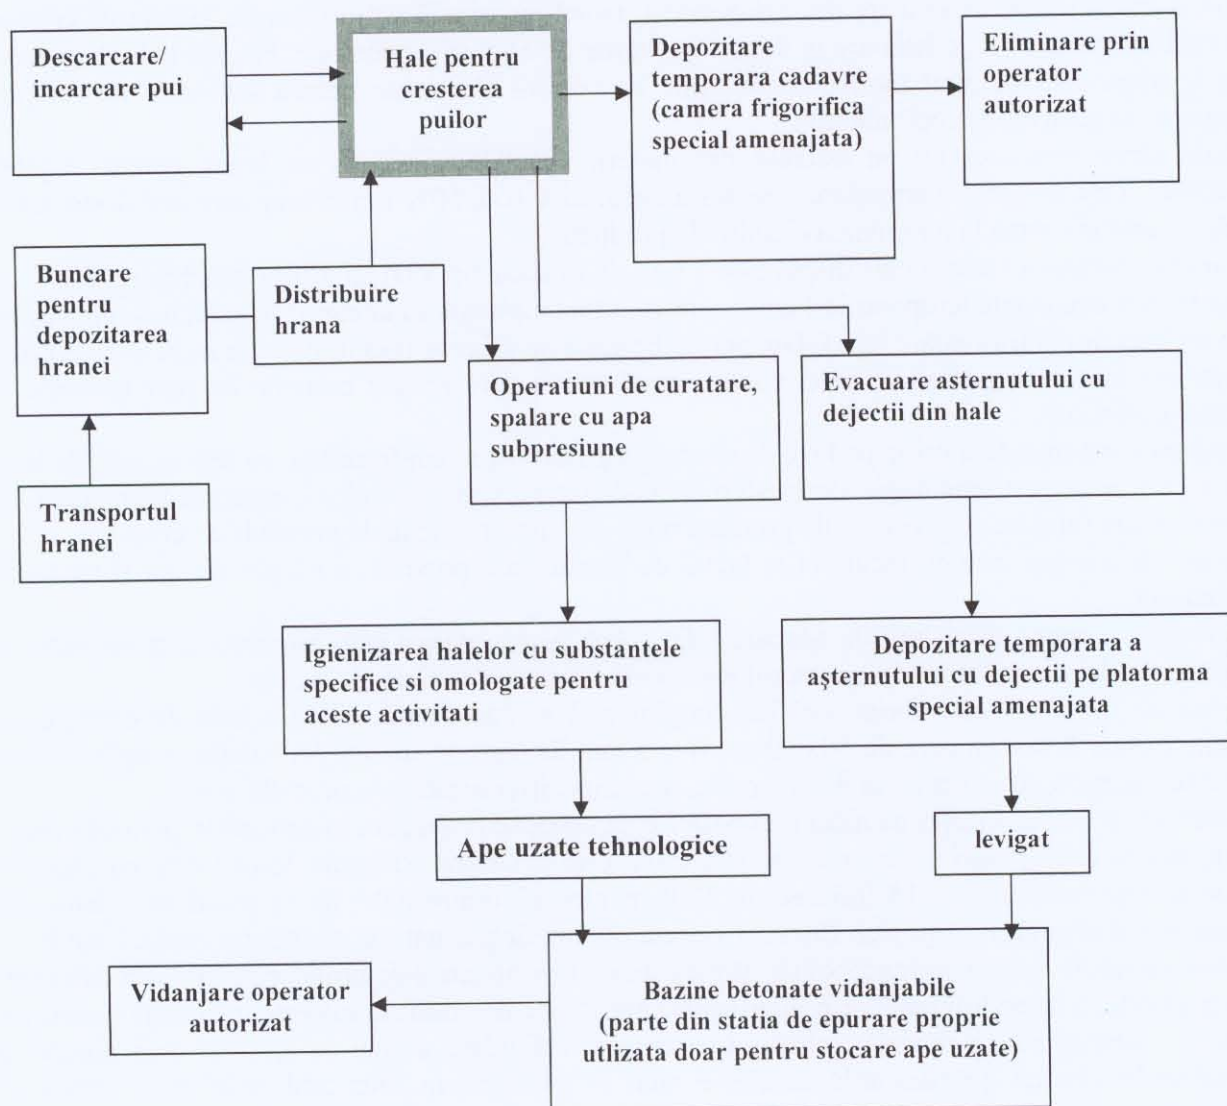 Descarcare/
incarcare pui
Hale pentru
cresterea
puilor
Depozitare
temporara cadavre
(camera frigorifica
special amenajata)
Eliminare prin
operator
autorizat
Buncare
pentru
depozitarea
hranei
Distribuire
hrana
Transportul
hranei
Operatiuni de curatare,
spalare cu apa
subpresiune
Evacuare asternutului cu
dejectii din hale
Igienizarea halelor cu substantele
specifice si omologate pentru
aceste activitati
Depozitare temporara a
aşternutului cu dejectii pe platorma
special amenajata
Ape uzate tehnologice
levigat
Vidanjare operator
autorizat
Bazine betonate vidanjabile
(parte din statia de epurare proprie
utlizata doar pentru stocare ape uzate)